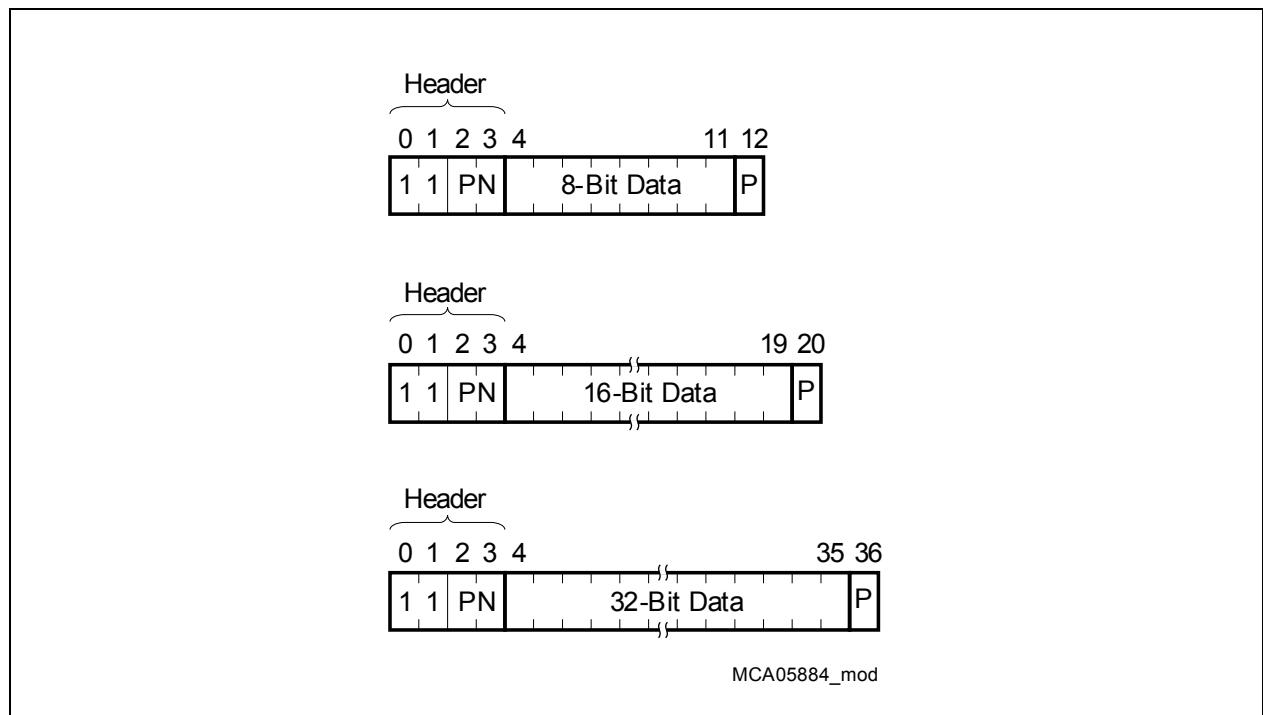 Header
0 1 2 3 4 11 12
1 1 PN 8-Bit Data P
Header
0 1 2 3 4 19 20
1 1 PN 16-Bit Data P
Header
0 1 2 3 4 35 36
1 1 PN 32-Bit Data P
MCA05884_mod